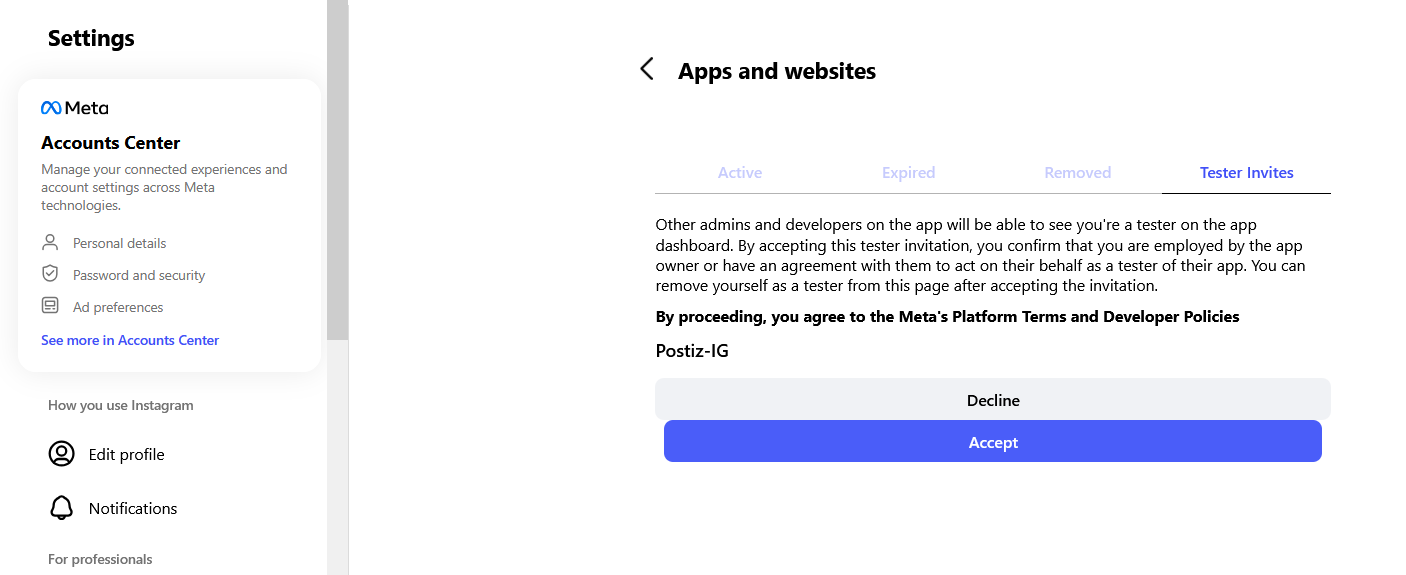 Settings
Meta
Accounts Center
Manage your connected experiences and
account settings across Meta
technologies.
Personal details
Password and security
Ad preferences
See more in Accounts Center
How you use Instagram
Edit profile
Notifications
For professionals
Apps and websites
Active Expired Removed Tester Invites
Other admins and developers on the app will be able to see you're a tester on the app
dashboard. By accepting this tester invitation, you confirm that you are employed by the app
owner or have an agreement with them to act on their behalf as a tester of their app. You can
remove yourself as a tester from this page after accepting the invitation.
By proceeding, you agree to the Meta's Platform Terms and Developer Policies
Postiz-IG
Decline
Accept